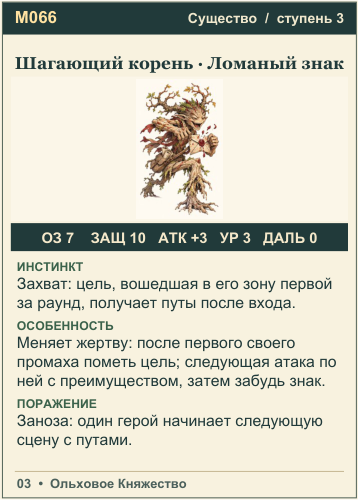 M066
Существо / ступень 3
Шагающий корень · Ломаный знак
ОЗ 7 ЗАЩ 10 АТК +3 УР 3 ДАЛЬ 0
ИНСТИНКТ
Захват: цель, вошедшая в его зону первой
за раунд, получает путы после входа.
ОСОБЕННОСТЬ
Меняет жертву: после первого своего
промаха пометь цель; следующая атака по
ней с преимуществом, затем забудь знак.
ПОРАЖЕНИЕ
Заноза: один герой начинает следующую
сцену с путами.
03 • Ольховое Княжество